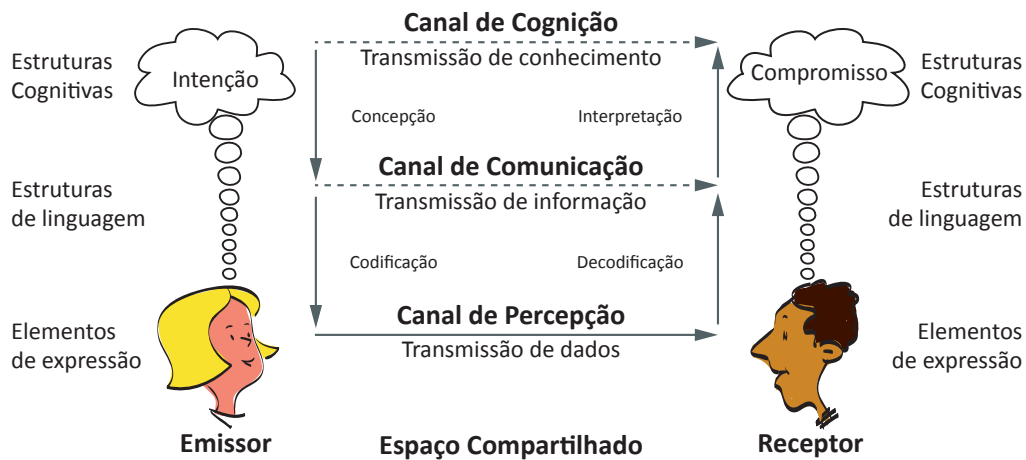 Canal de Cognição
Transmissão de conhecimento
Estruturas
Cognitivas
Intenção
Compromisso
Estruturas
Cognitivas
Concepção
Interpretação
Canal de Comunicação
Transmissão de informação
Estruturas
de linguagem
Estruturas
de linguagem
Codificação
Decodificação
Canal de Percepção
Transmissão de dados
Elementos
de expressão
Elementos
de expressão
Emissor
Espaço Compartilhado
Receptor